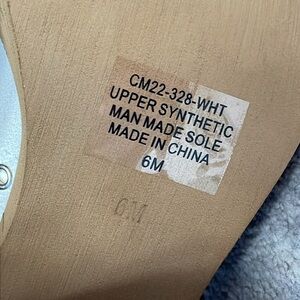 CM22-328-WHT
UPPER SYNTHETIC
MAN MADE SOLE
MADE IN CHINA
6M
6M